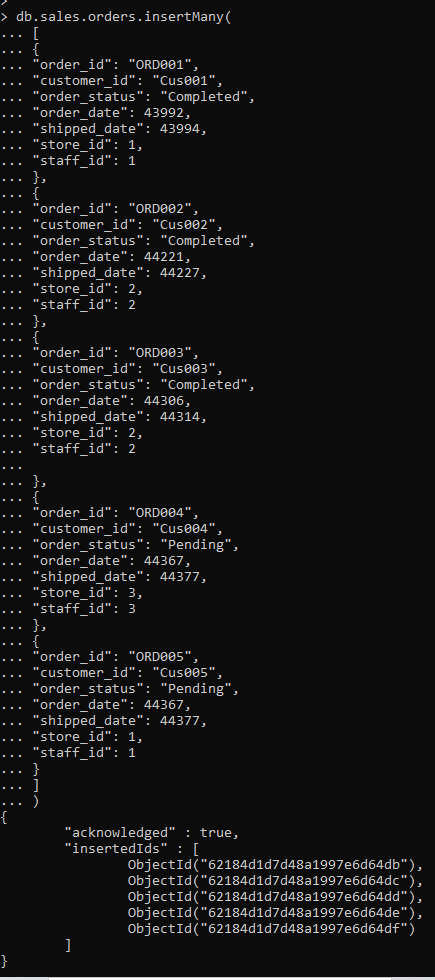 >
> db.sales.orders.insertMany(
... [
... {
... "order_id": "ORD001",
... "customer_id": "Cus001",
... "order_status": "Completed",
... "order_date": 43992,
... "shipped_date": 43994,
... "store_id": 1,
... "staff_id": 1
... },
... {
... "order_id": "ORD002",
... "customer_id": "Cus002",
... "order_status": "Completed",
... "order_date": 44221,
... "shipped_date": 44227,
... "store_id": 2,
... "staff_id": 2
... },
... {
... "order_id": "ORD003",
... "customer_id": "Cus003",
... "order_status": "Completed",
... "order_date": 44306,
... "shipped_date": 44314,
... "store_id": 2,
... "staff_id": 2
...
... },
... {
... "order_id": "ORD004",
... "customer_id": "Cus004",
... "order_status": "Pending",
... "order_date": 44367,
... "shipped_date": 44377,
... "store_id": 3,
... "staff_id": 3
... },
... {
... "order_id": "ORD005",
... "customer_id": "Cus005",
... "order_status": "Pending",
... "order_date": 44367,
... "shipped_date": 44377,
... "store_id": 1,
... "staff_id": 1
... }
... ]
... )
{
        "acknowledged" : true,
        "insertedIds" : [
                ObjectId("62184d1d7d48a1997e6d64db"),
                ObjectId("62184d1d7d48a1997e6d64dc"),
                ObjectId("62184d1d7d48a1997e6d64dd"),
                ObjectId("62184d1d7d48a1997e6d64de"),
                ObjectId("62184d1d7d48a1997e6d64df")
        ]
}